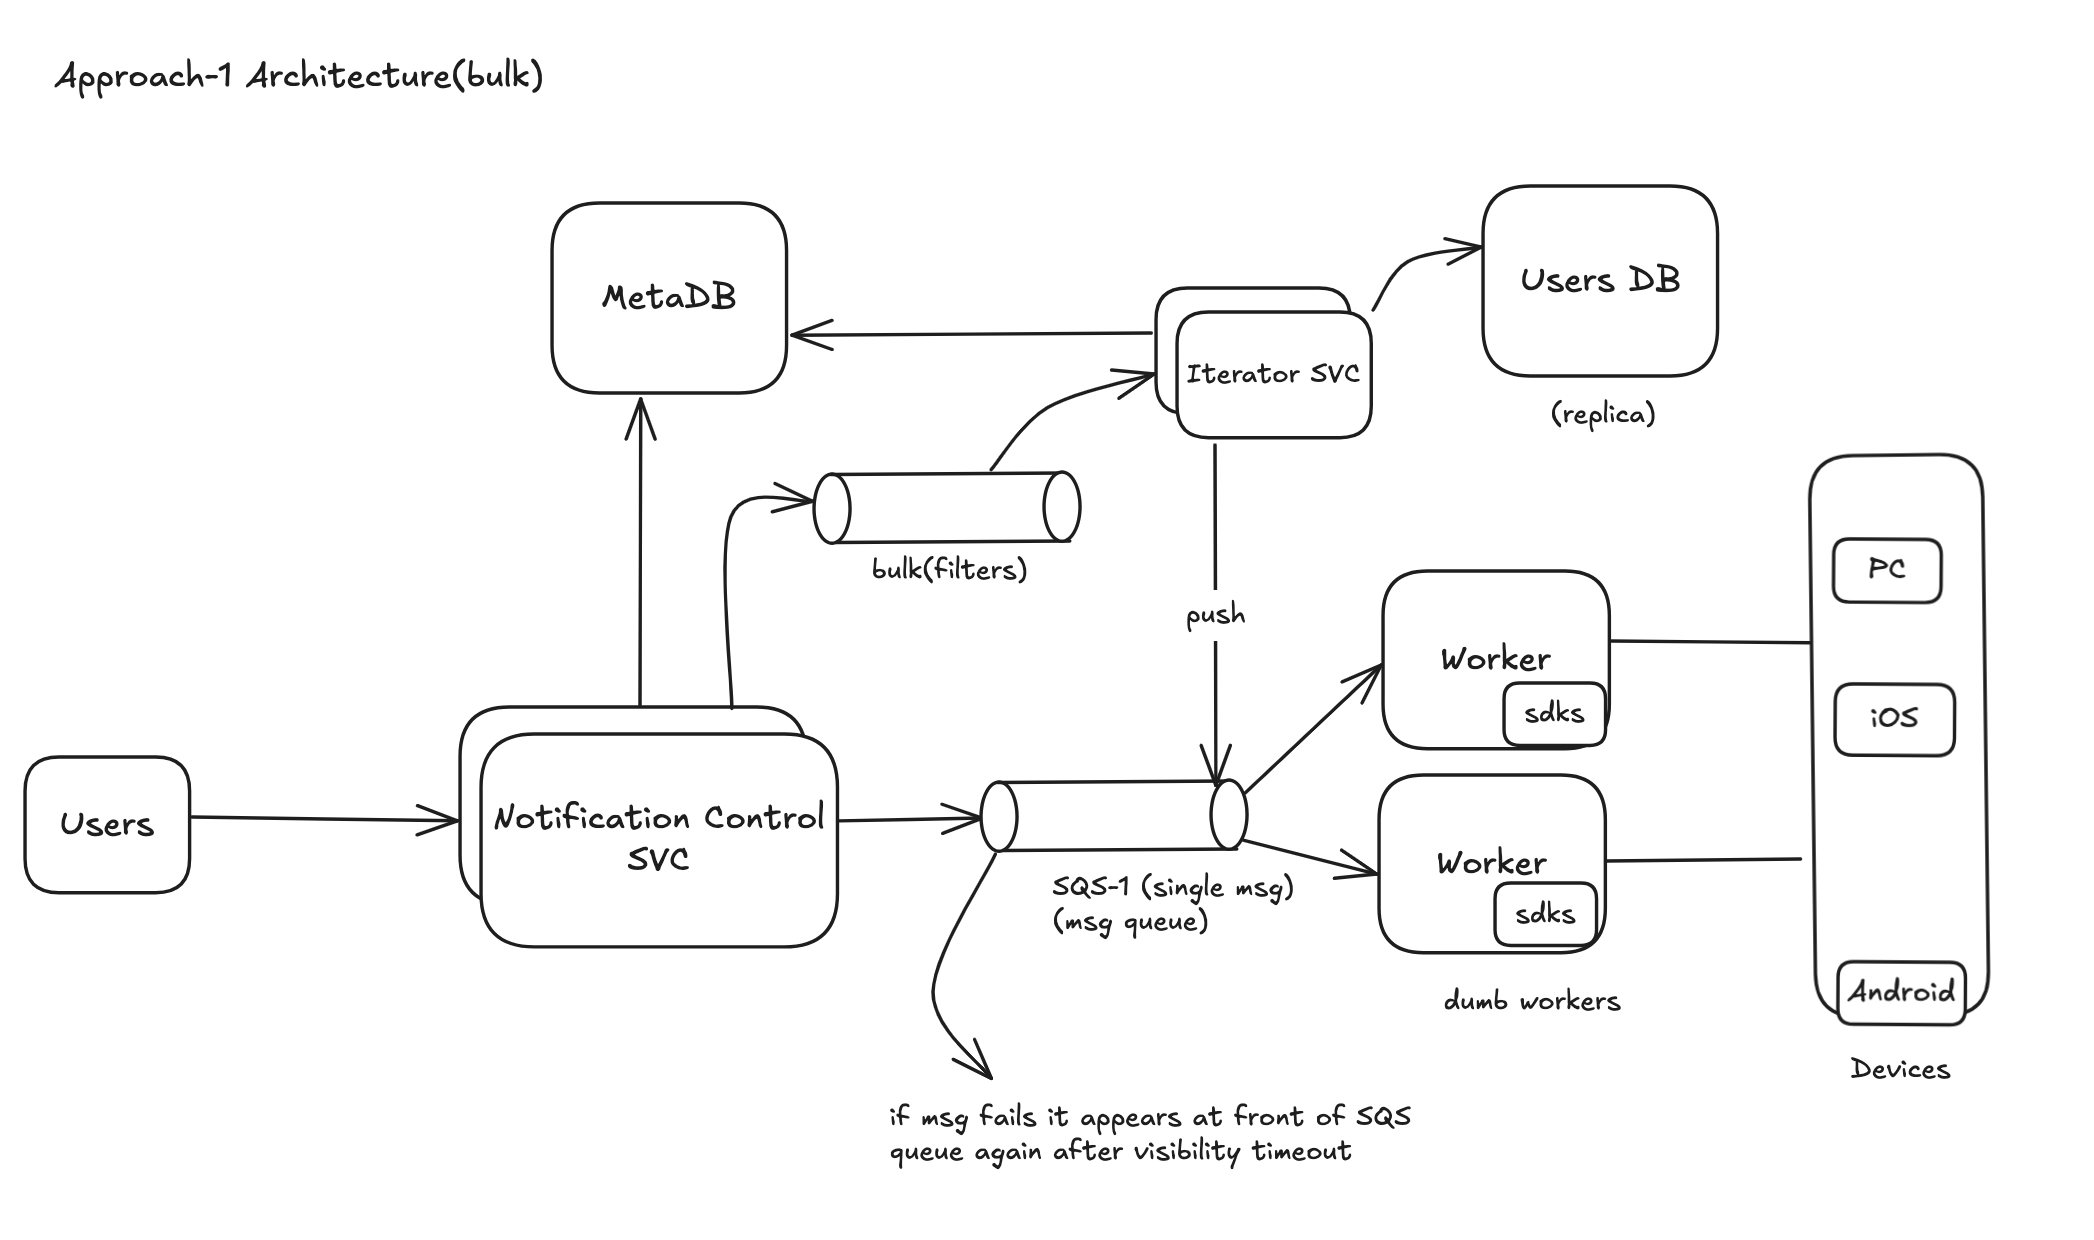 Approach-1 Architecture(bulk)
MetaDB
Users DB
(replica)
Iterator SVC
bulk(filters)
push
PC
iOS
Android
Devices
Worker
sdks
Worker
sdks
dumb workers
Users
Notification Control
SVC
SQS-1 (single msg)
(msg queue)
if msg fails it appears at front of SQS
queue again after visibility timeout